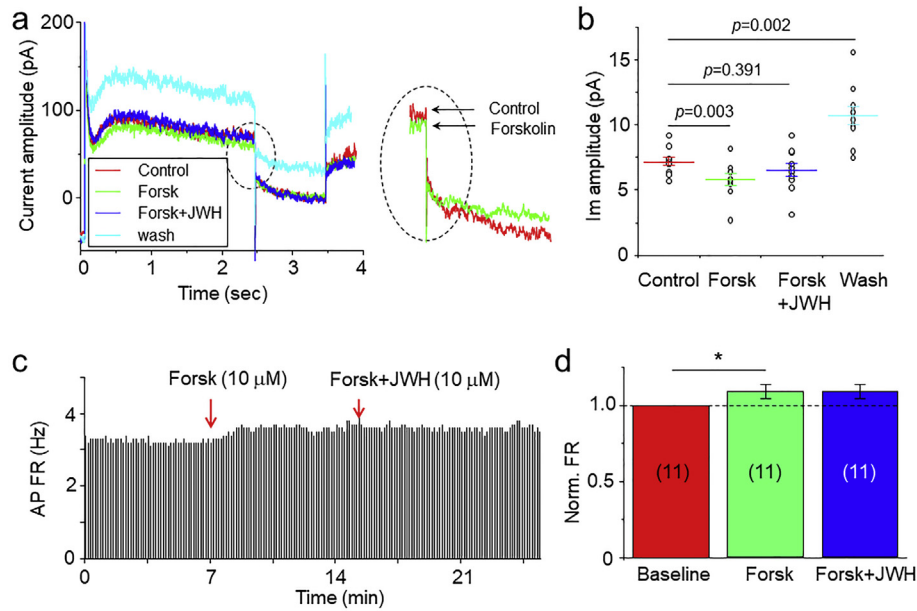 a
Current amplitude (pA)
200
100
0
Control
Forsk
Forsk+JWH
wash
0 1 2 3 4
Time (sec)
Control
Forskolin
b
Im amplitude (pA)
15
10
5
0
p=0.002
p=0.391
p=0.003
Control Forsk Forsk Wash
+JWH
c
AP FR (Hz)
4
2
0
Forsk (10 μM) Forsk+JWH (10 μM)
0 7 14 21
Time (min)
d
Norm. FR
1.0
0.5
0
*
(11) (11) (11)
Baseline Forsk Forsk+JWH